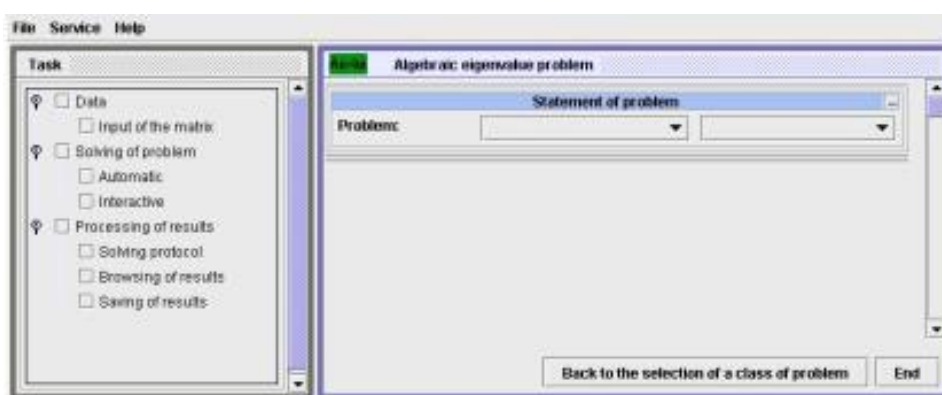 File Service Help
Task
Data
Input of the matrix
Solving of problem
Automatic
Interactive
Processing of results
Solving protocol
Browsing of results
Saving of results
Algebraic eigenvalue problem
Statement of problem
Problem:
Back to the selection of a class of problem
End